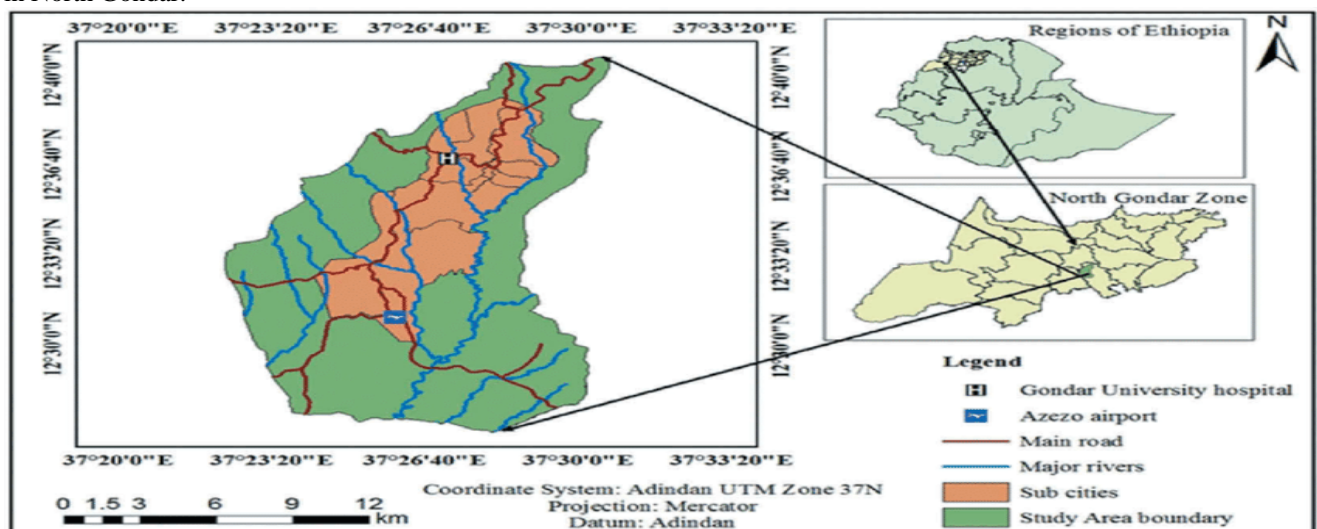 in North Gondar.
37°20'0"E 37°23'20"E 37°26'40"E 37°30'0"E 37°33'20"E
12°40'0"N
12°36'40"N
12°33'20"N
12°30'0"N
12°40'0"N
12°36'40"N
12°33'20"N
12°30'0"N
H
37°20'0"E 37°23'20"E 37°26'40"E 37°30'0"E 37°33'20"E
Regions of Ethiopia
N
North Gondar Zone
Legend
H Gondar University hospital
Azezo airport
Main road
Major rivers
Sub cities
Study Area boundary
0 1.5 3 6 9 12
km
Coordinate System: Adindan UTM Zone 37N
Projection: Mercator
Datum: Adindan